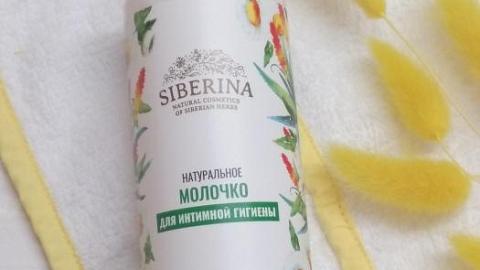 SIBERINA
NATURAL COSMETICS
OF SIBERIAN HERBS
НАТУРАЛЬНОЕ
МОЛОЧКО
ДЛЯ ИНТИМНОЙ ГИГИЕНЫ